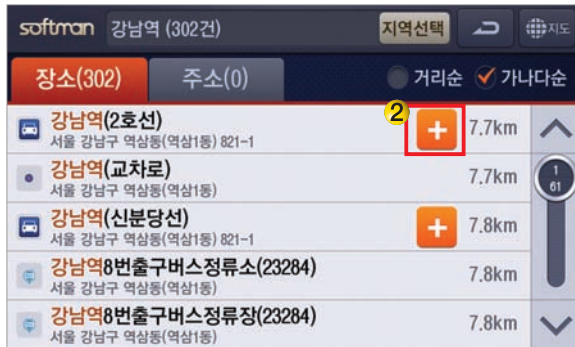 softman 강남역 (302건) 지역선택 지도
장소(302) 주소(0) 거리순 가나다순
강남역(2호선) 2 + 7.7km
서울 강남구 역삼동(역삼1동) 821-1
강남역(교차로) 7.7km
서울 강남구 역삼동(역삼1동)
1
61
강남역(신분당선) + 7.8km
서울 강남구 역삼동(역삼1동) 821-1
강남역8번출구버스정류소(23284) 7.8km
서울 강남구 역삼동(역삼1동)
강남역8번출구버스정류장(23284) 7.8km
서울 강남구 역삼동(역삼1동)